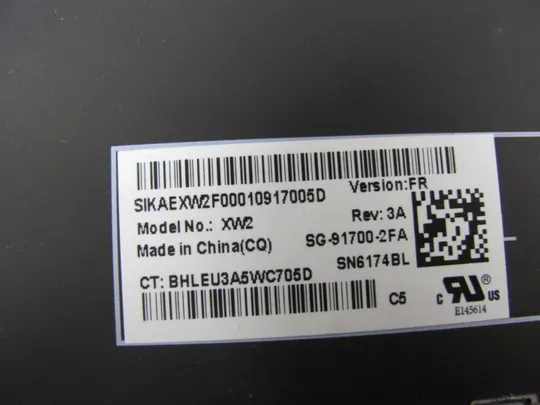 SIKAEXW2F00010917005D Version:FR
Model No.: XW2 Rev: 3A
Made in China(CQ) SG-91700-2FA
SN6174BL
CT: BHLEU3A5WC705D C5
c RU ® US
E145614